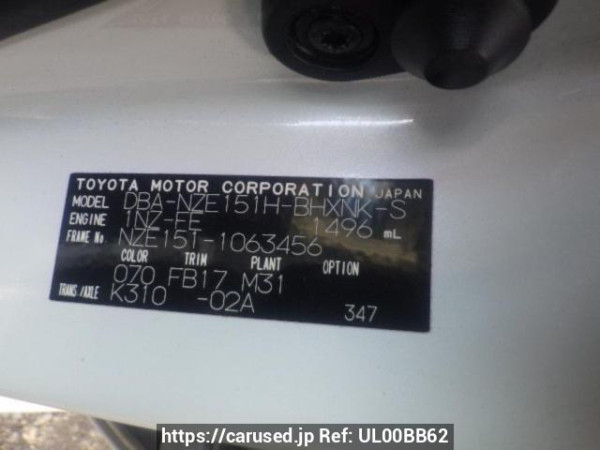 TOYOTA MOTOR CORPORATION JAPAN
MODEL DBA-NZE151H-BHXNK-S
ENGINE 1NZ-FE 1496 mL
FRAME No NZE151-1063456
COLOR TRIM PLANT OPTION
070 FB17 M31
TRANS/AXLE K310 -02A 347
https://carused.jp Ref: UL00BB62